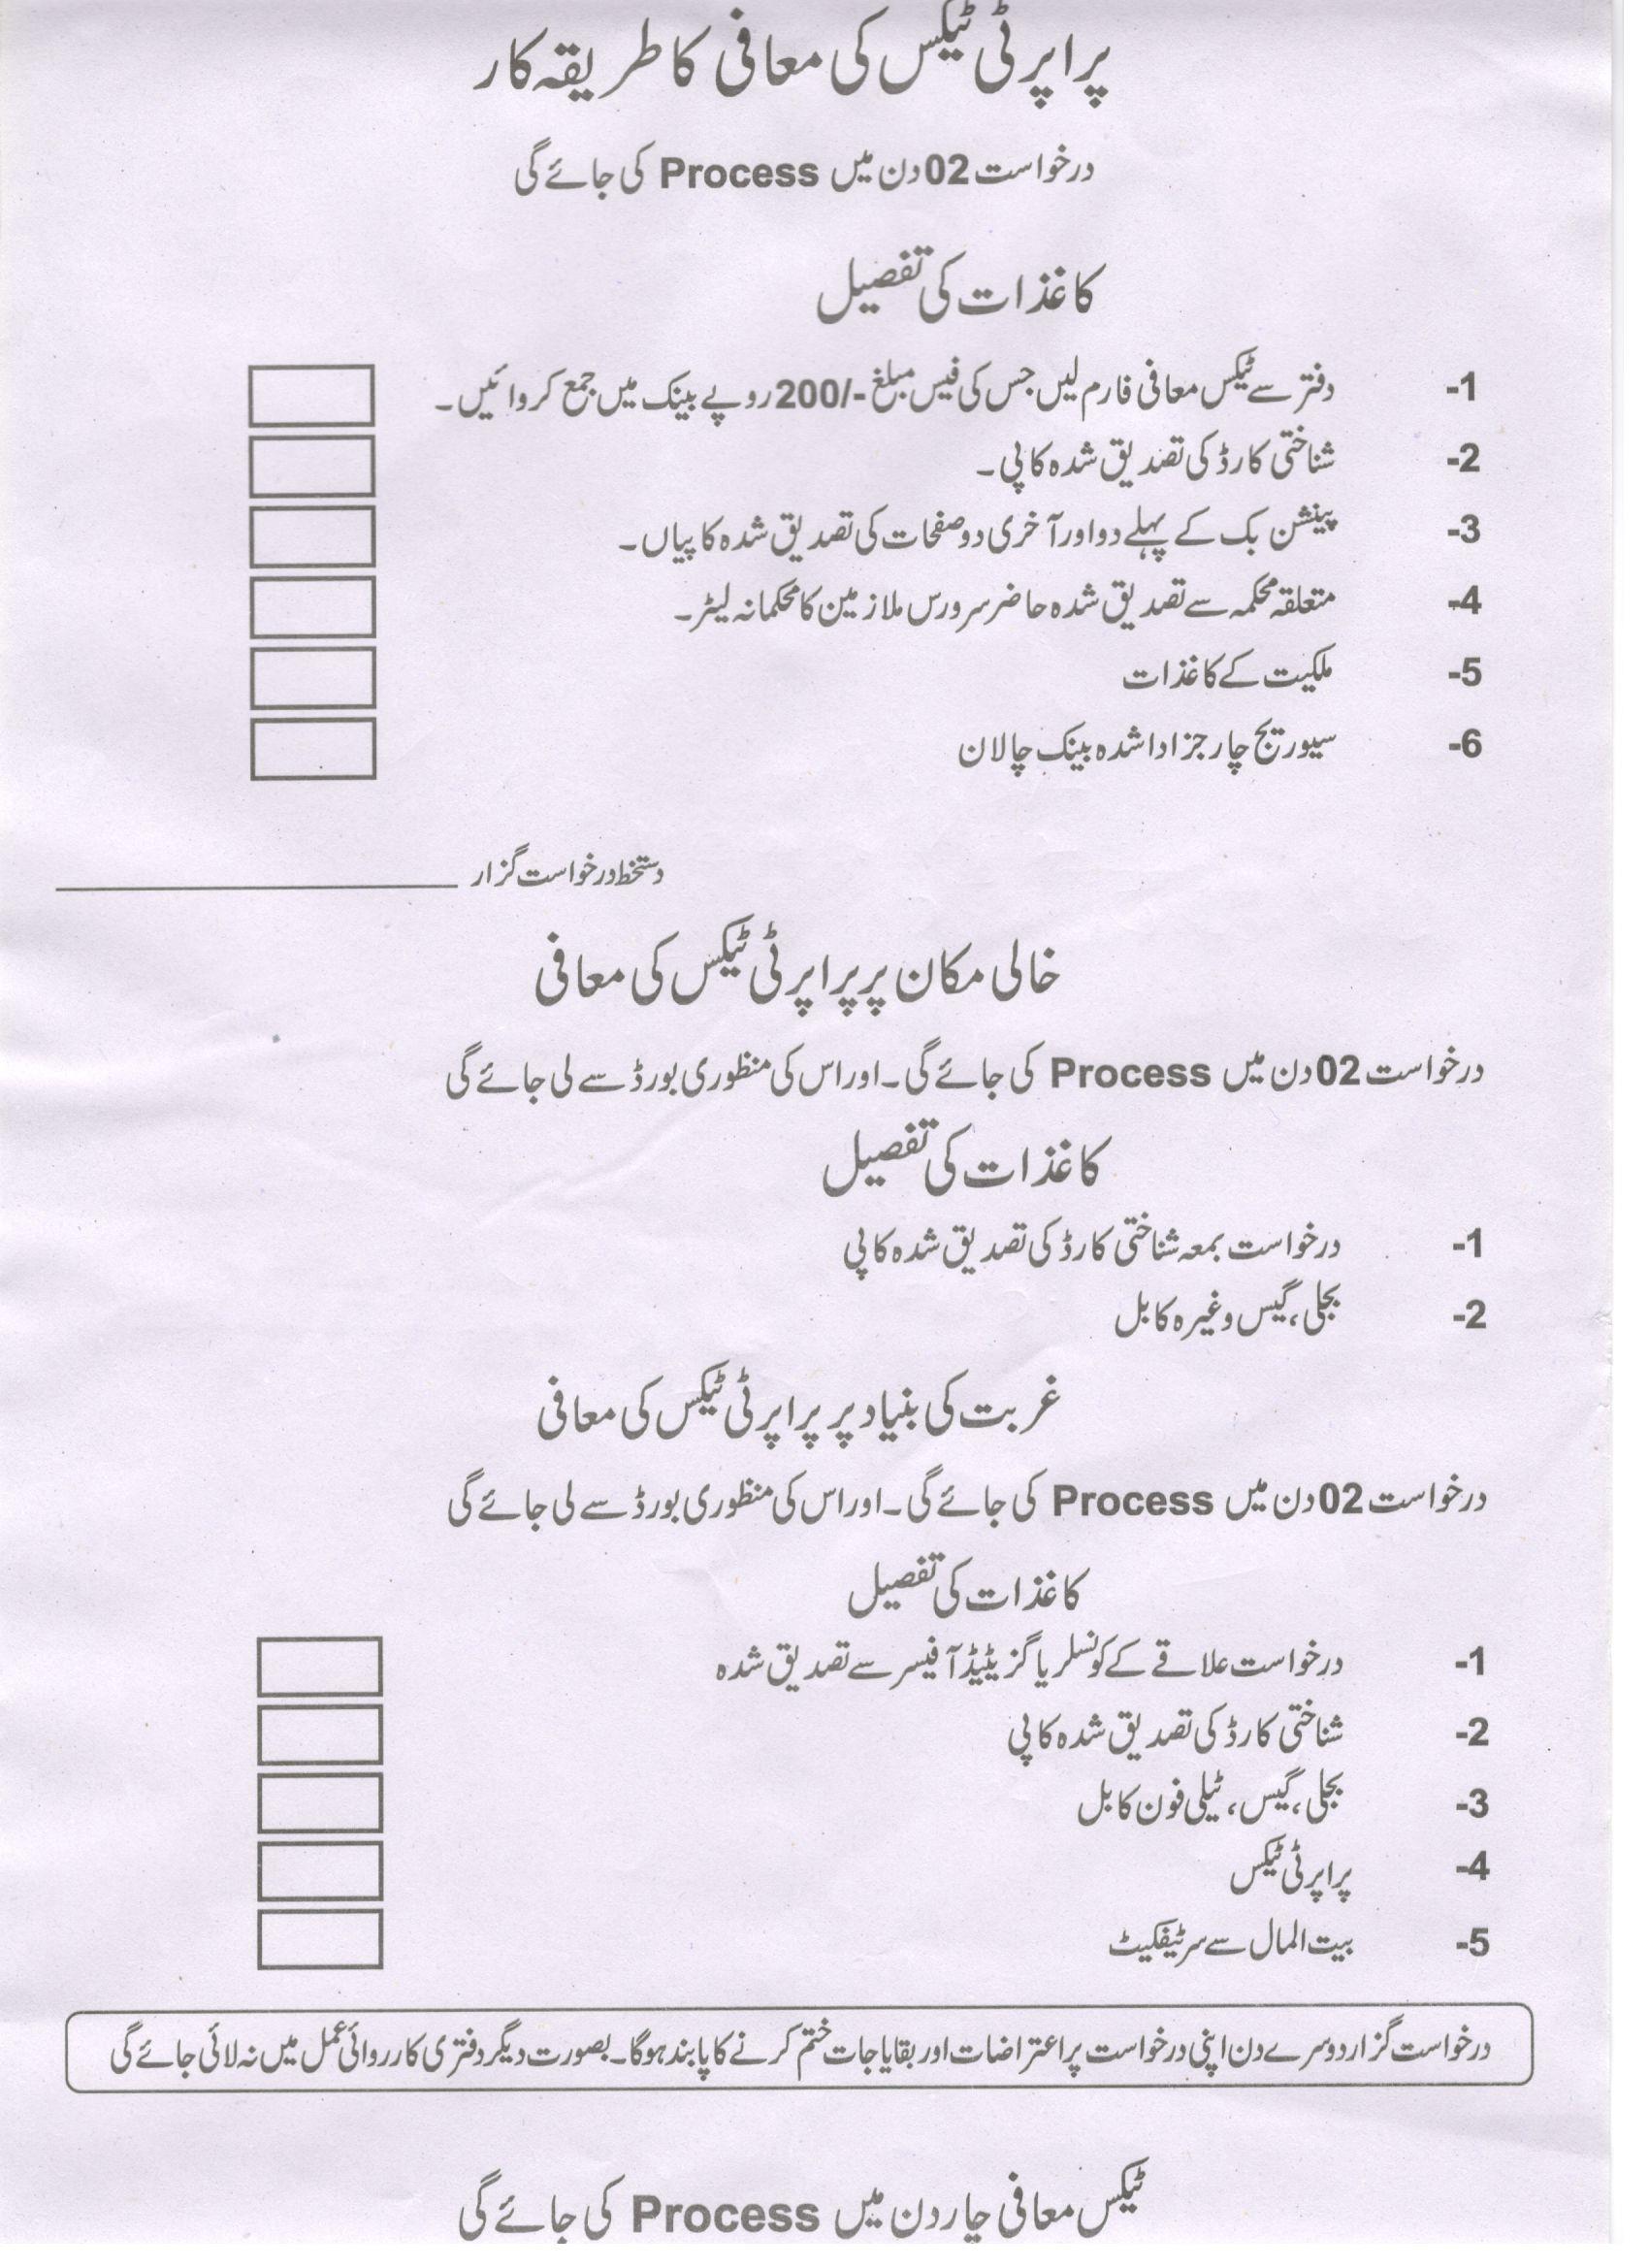 پراپرٹی ٹیکس کی معافی کا طریقہ کار
درخواست 02 دن میں Process کی جائے گی
کاغذات کی تفصیل
1- دفتر سے ٹیکس معافی فارم لیں جس کی فیس مبلغ -/200 روپے بینک میں جمع کروائیں۔
2- شناختی کارڈ کی تصدیق شدہ کاپی۔
3- پینشن بک کے پہلے دو اور آخری دو صفحات کی تصدیق شدہ کاپیاں۔
4- متعلقہ محکمہ سے تصدیق شدہ حاضر سرورس ملازمین کا محکمانہ لیٹر۔
5- ملکیت کے کاغذات
6- سیوریج چارجز ادا شدہ بینک چالان
دستخط درخواست گزار
خالی مکان پر پراپرٹی ٹیکس کی معافی
درخواست 02 دن میں Process کی جائے گی۔ اور اس کی منظوری بورڈ سے لی جائے گی
کاغذات کی تفصیل
1- درخواست بمعہ شناختی کارڈ کی تصدیق شدہ کاپی
2- بجلی، گیس وغیرہ کا بل
غربت کی بنیاد پر پراپرٹی ٹیکس کی معافی
درخواست 02 دن میں Process کی جائے گی۔ اور اس کی منظوری بورڈ سے لی جائے گی
کاغذات کی تفصیل
1- درخواست علاقے کے کونسلر یا گزیٹیڈ آفیسر سے تصدیق شدہ
2- شناختی کارڈ کی تصدیق شدہ کاپی
3- بجلی، گیس، ٹیلی فون کا بل
4- پراپرٹی ٹیکس
5- بیت المال سے سرٹیفکیٹ
درخواست گزار دوسرے دن اپنی درخواست پر اعتراضات اور بقایا جات ختم کرنے کا پابند ہوگا۔ بصورت دیگر دفتری کارروائی عمل میں نہ لائی جائے گی
ٹیکس معافی چار دن میں Process کی جائے گی